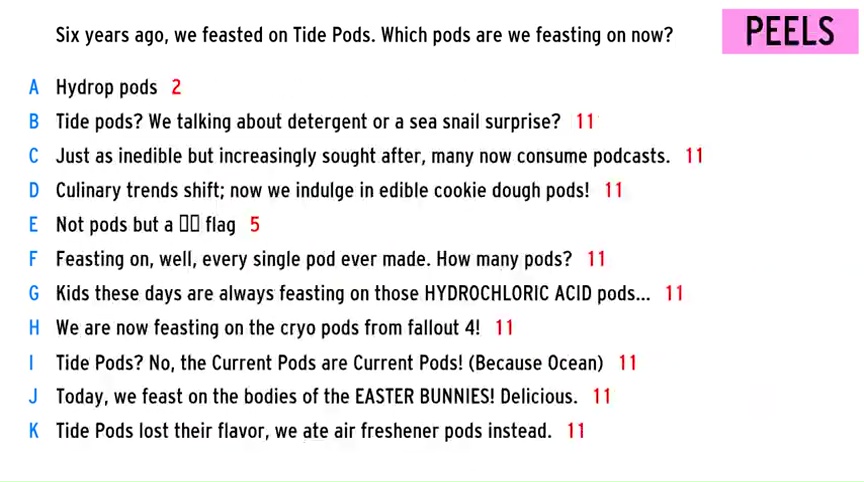 Six years ago, we feasted on Tide Pods. Which pods are we feasting on now?
PEELS
A Hydrop pods 2
B Tide pods? We talking about detergent or a sea snail surprise? 11
C Just as inedible but increasingly sought after, many now consume podcasts. 11
D Culinary trends shift; now we indulge in edible cookie dough pods! 11
E Not pods but a ▯▯ flag 5
F Feasting on, well, every single pod ever made. How many pods? 11
G Kids these days are always feasting on those HYDROCHLORIC ACID pods... 11
H We are now feasting on the cryo pods from fallout 4! 11
I Tide Pods? No, the Current Pods are Current Pods! (Because Ocean) 11
J Today, we feast on the bodies of the EASTER BUNNIES! Delicious. 11
K Tide Pods lost their flavor, we ate air freshener pods instead. 11